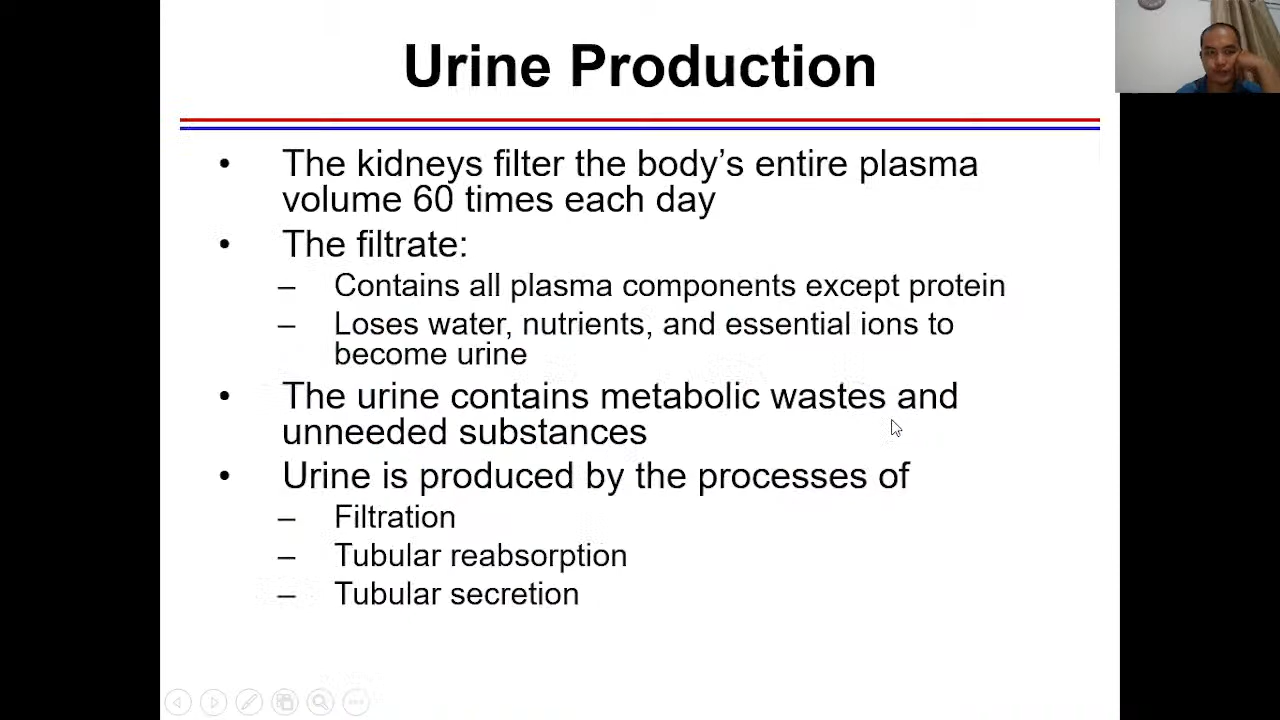 Urine Production
• The kidneys filter the body’s entire plasma
volume 60 times each day
• The filtrate:
– Contains all plasma components except protein
– Loses water, nutrients, and essential ions to
become urine
• The urine contains metabolic wastes and
unneeded substances
• Urine is produced by the processes of
– Filtration
– Tubular reabsorption
– Tubular secretion